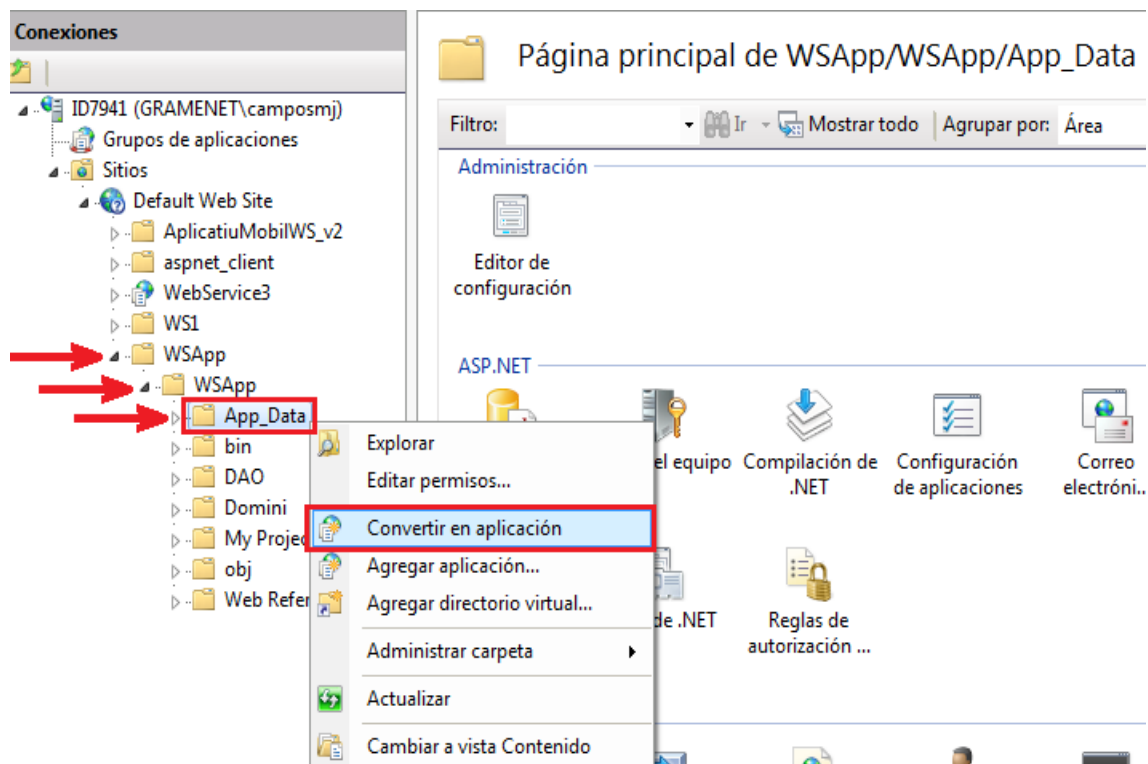 Conexiones
ID7941 (GRAMENET\camposmj)
Grupos de aplicaciones
Sitios
Default Web Site
AplicatiuMobilWS_v2
aspnet_client
WebService3
WS1
WSApp
WSApp
App_Data
bin
DAO
Domini
My Projec
obj
Web Refer
Explorar
Editar permisos...
Convertir en aplicación
Agregar aplicación...
Agregar directorio virtual...
Administrar carpeta
Actualizar
Cambiar a vista Contenido
Página principal de WSApp/WSApp/App_Data
Filtro:
Ir
Mostrar todo
Agrupar por:
Área
Administración
Editor de
configuración
ASP.NET
el equipo
Compilación de
.NET
Configuración
de aplicaciones
Correo
electróni...
de .NET
Reglas de
autorización ...